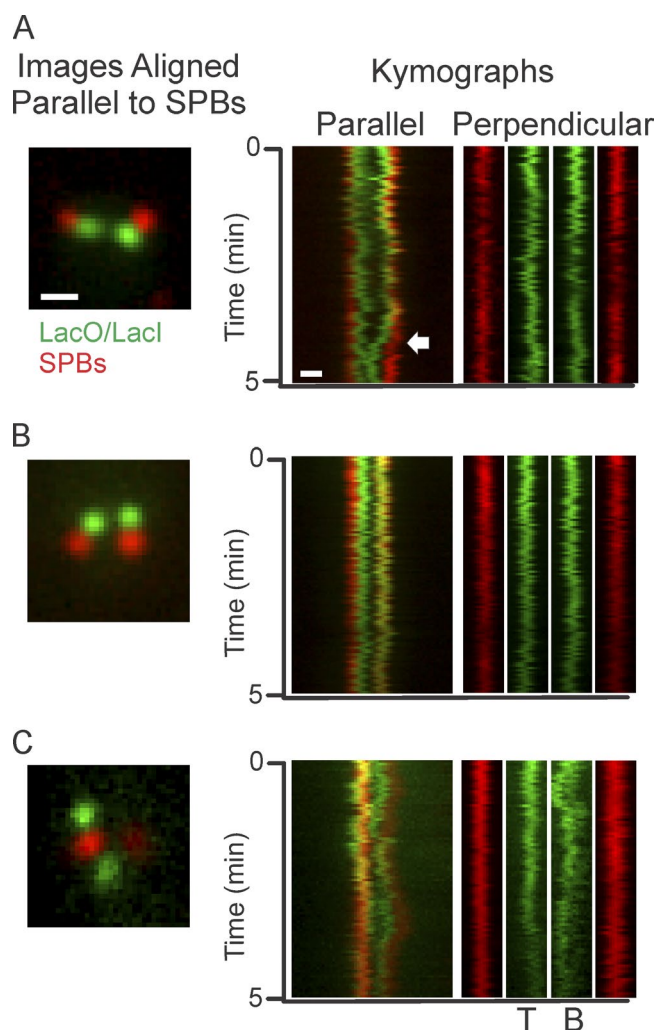 A
Images Aligned
Parallel to SPBs
Kymographs
Parallel
Perpendicular
LacO/LacI
SPBs
Time (min)
0
5
B
Time (min)
0
5
C
Time (min)
0
5
T
B